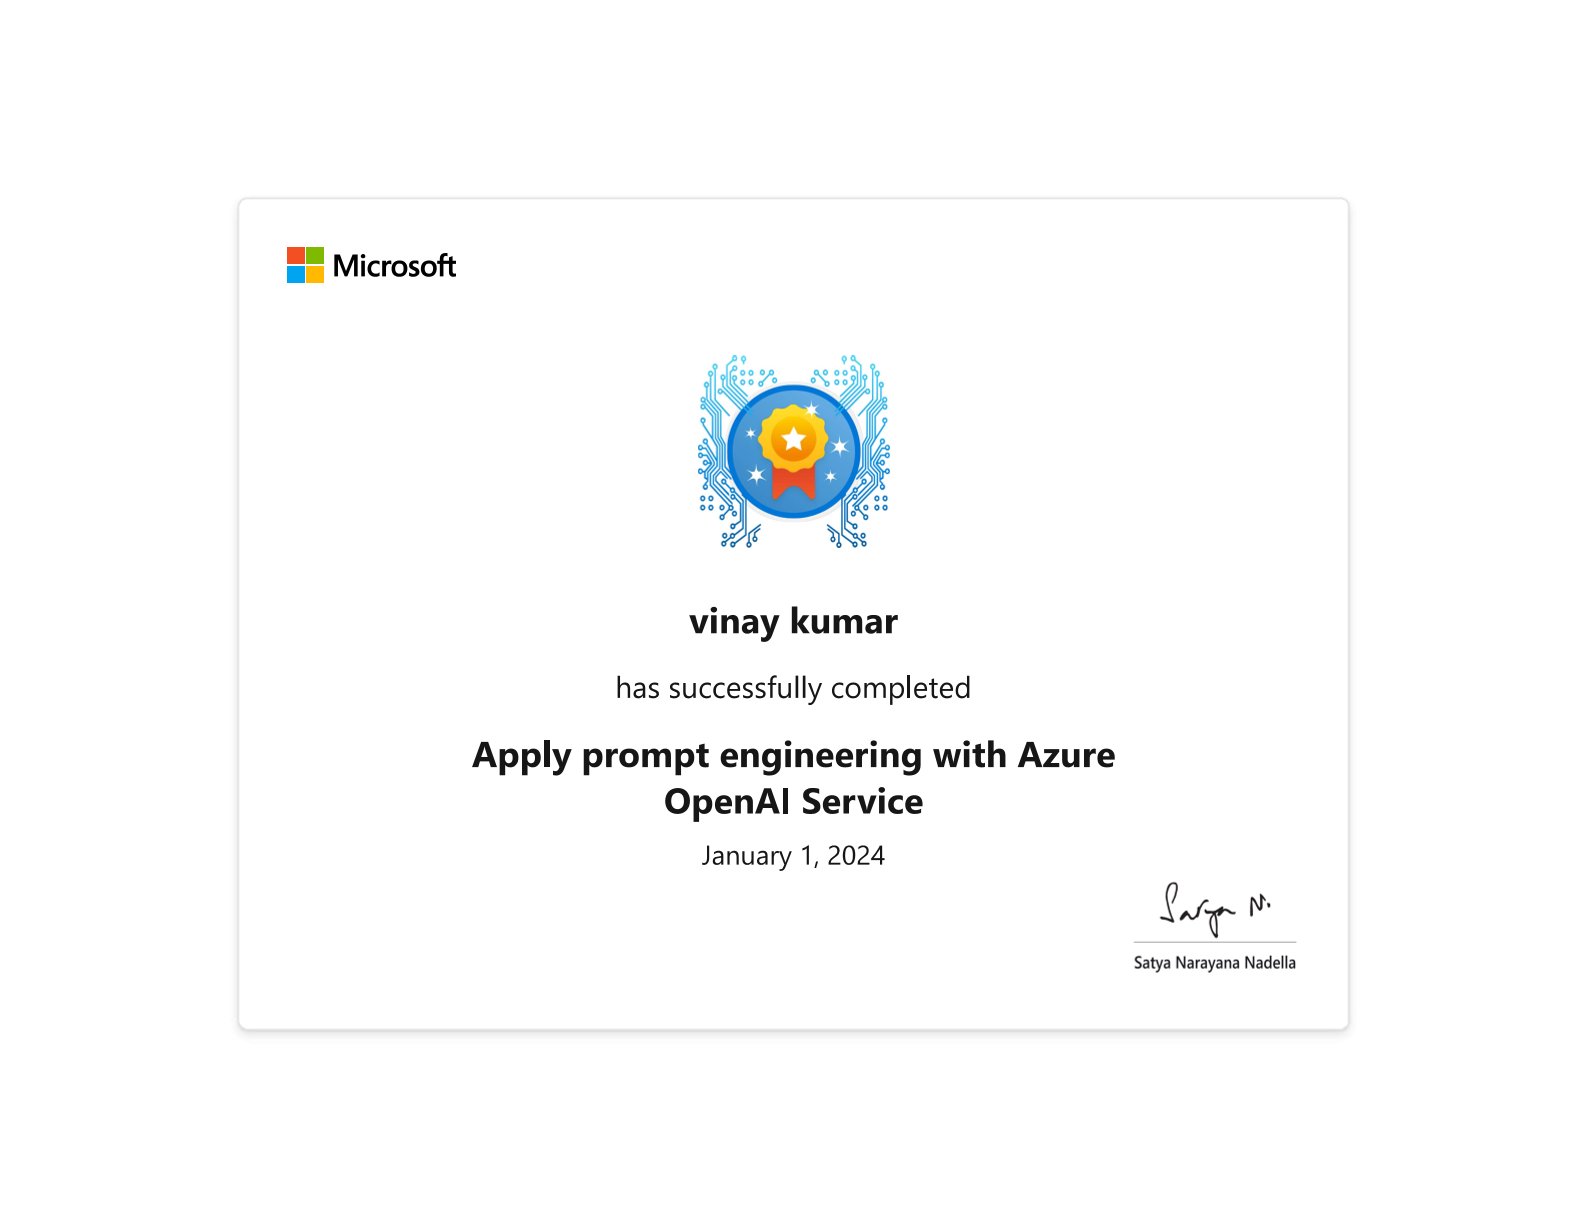 Microsoft
vinay kumar
has successfully completed
Apply prompt engineering with Azure
OpenAI Service
January 1, 2024
Satya N.
Satya Narayana Nadella